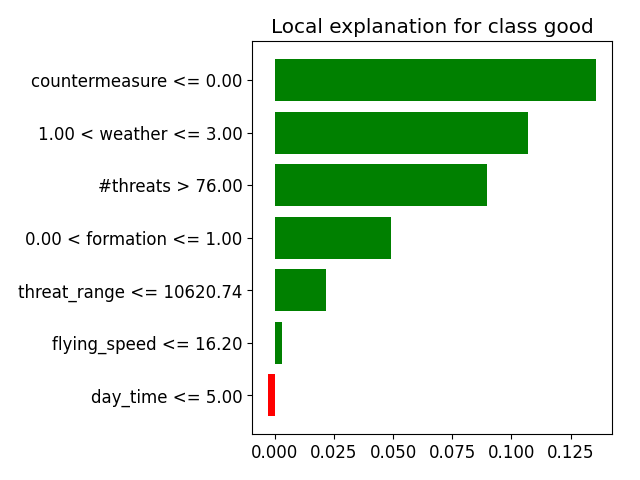 Local explanation for class good
countermeasure <= 0.00
1.00 < weather <= 3.00
#threats > 76.00
0.00 < formation <= 1.00
threat_range <= 10620.74
flying_speed <= 16.20
day_time <= 5.00
0.000 0.025 0.050 0.075 0.100 0.125